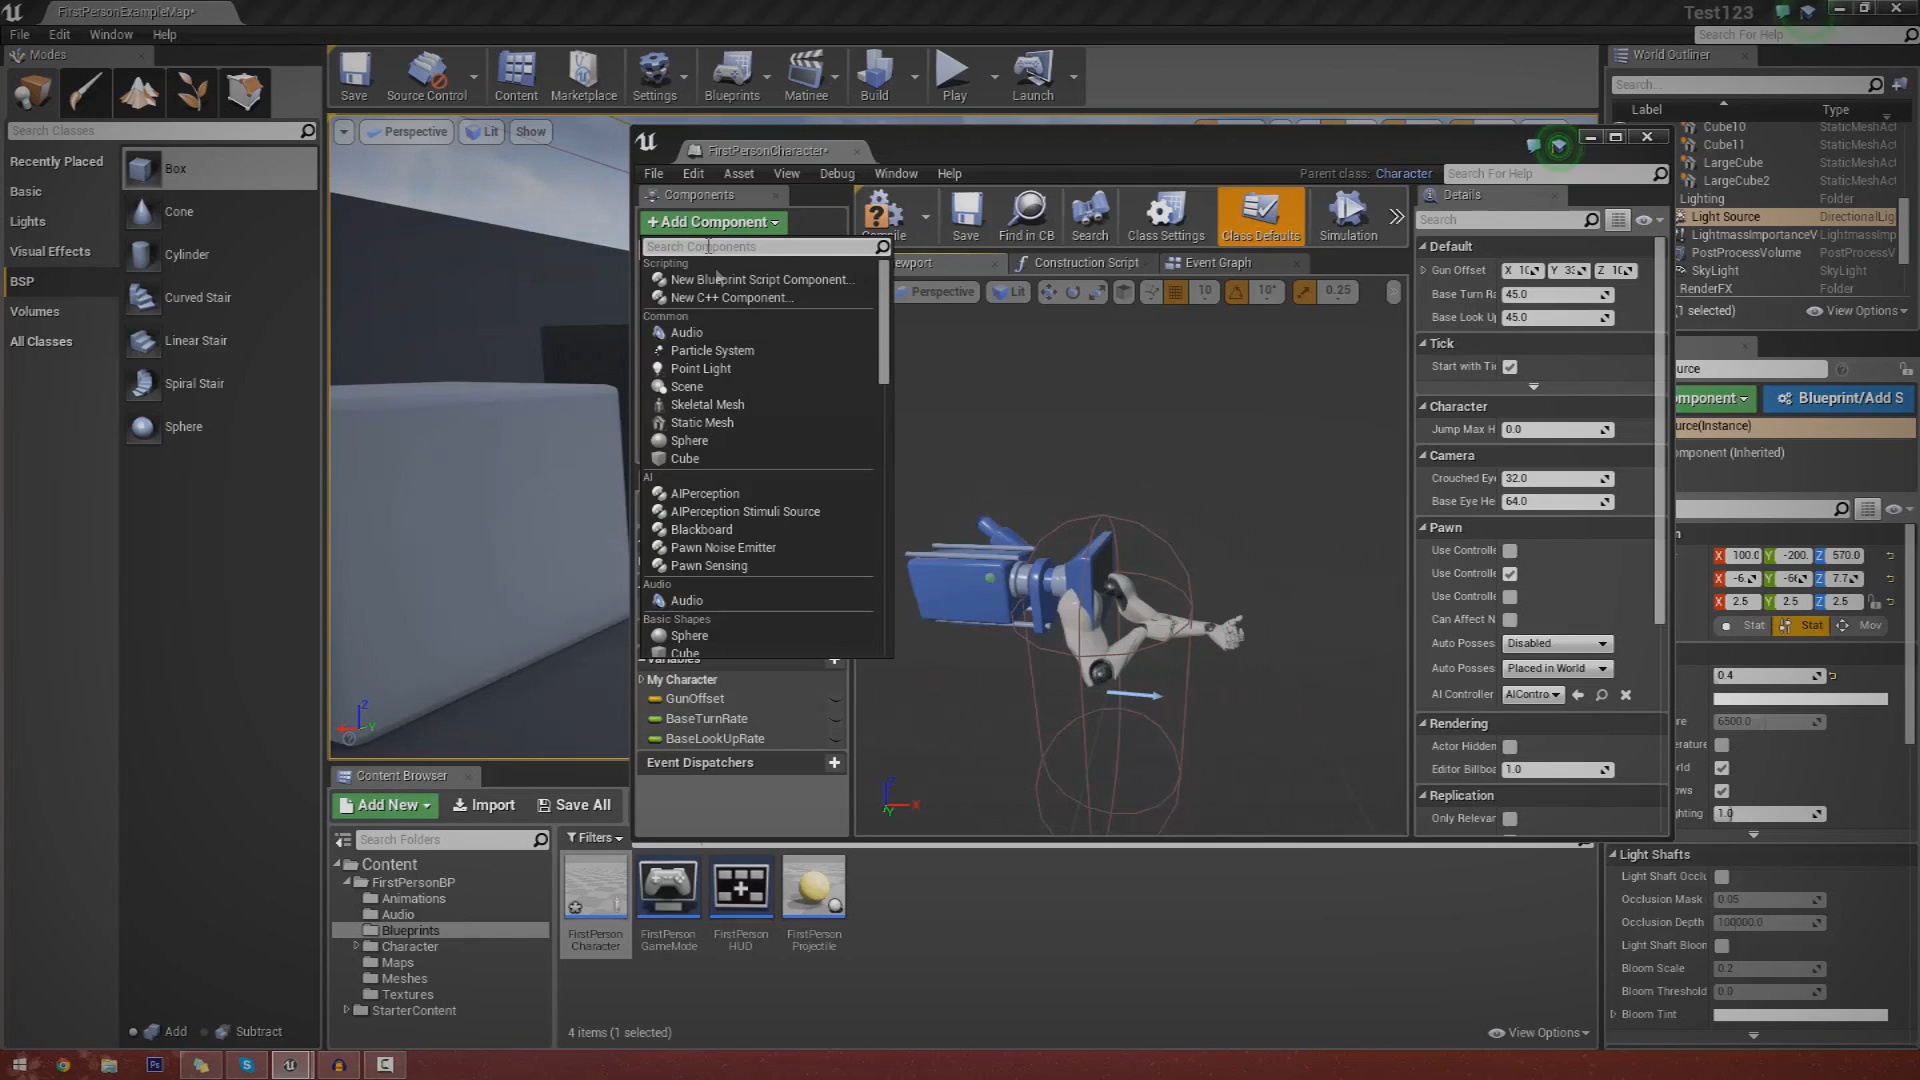 FirstPersonExampleMap*
Test123
File Edit Window Help
Search For Help
Modes
Search Classes
Recently Placed
Basic
Lights
Visual Effects
BSP
Volumes
All Classes
Box
Cone
Cylinder
Curved Stair
Linear Stair
Spiral Stair
Sphere
Add Subtract
Save Source Control Content Marketplace Settings Blueprints Matinee Build Play Launch
Perspective Lit Show
FirstPersonCharacter*
File Edit Asset View Debug Window Help
Parent class: Character
Search For Help
Components
+Add Component
Search Components
Scripting
New Blueprint Script Component...
New C++ Component...
Common
Audio
Particle System
Point Light
Scene
Skeletal Mesh
Static Mesh
Sphere
Cube
AI
AIPerception
AIPerception Stimuli Source
Blackboard
Pawn Noise Emitter
Pawn Sensing
Audio
Audio
Basic Shapes
Sphere
Cube
Variables
My Character
GunOffset
BaseTurnRate
BaseLookUpRate
Event Dispatchers
Compile Save Find in CB Search Class Settings Class Defaults Simulation
ewport Construction Script Event Graph
Perspective Lit 10 10° 0.25
Details
Search
Default
Gun Offset X 10 Y 3 Z 10
Base Turn Ra 45.0
Base Look Up 45.0
Tick
Start with Tic
Character
Jump Max H 0.0
Camera
Crouched Eye 32.0
Base Eye He 64.0
Pawn
Use Controlle
Use Controlle
Use Controlle
Can Affect N
Auto Posses Disabled
Auto Posses Placed in World
AI Controller AIContro
Rendering
Actor Hidden
Editor Billboa 1.0
Replication
Only Relevar
World Outliner
Search...
Label Type
Cube10 StaticMeshAct
Cube11 StaticMeshAct
LargeCube StaticMeshAct
LargeCube2 StaticMeshAct
Lighting Folder
Light Source DirectionalLig
LightmassImportanceV LightmassImp
PostProcessVolume PostProcessV
SkyLight SkyLight
RenderFX Folder
(1 selected) View Options
ource
mponent Blueprint/Add S
urce(Instance)
omponent (Inherited)
X 100.0 Y -200. Z 570.0
X -6. Y -66 Z 7.7
X 2.5 Y 2.5 Z 2.5
Stat Stat Mov
0.4
re 6500.0
erature
orld
ows
ghting 1.0
Light Shafts
Light Shaft Occlu
Occlusion Mask 0.05
Occlusion Depth 100000.0
Light Shaft Bloom
Bloom Scale 0.2
Bloom Threshold 0.0
Bloom Tint
Content Browser
Add New Import Save All
Search Folders
Filters
Content
FirstPersonBP
Animations
Audio
Blueprints
Character
Maps
Meshes
Textures
StarterContent
FirstPerson Character
FirstPerson GameMode
FirstPerson HUD
FirstPerson Projectile
4 items (1 selected)
View Options